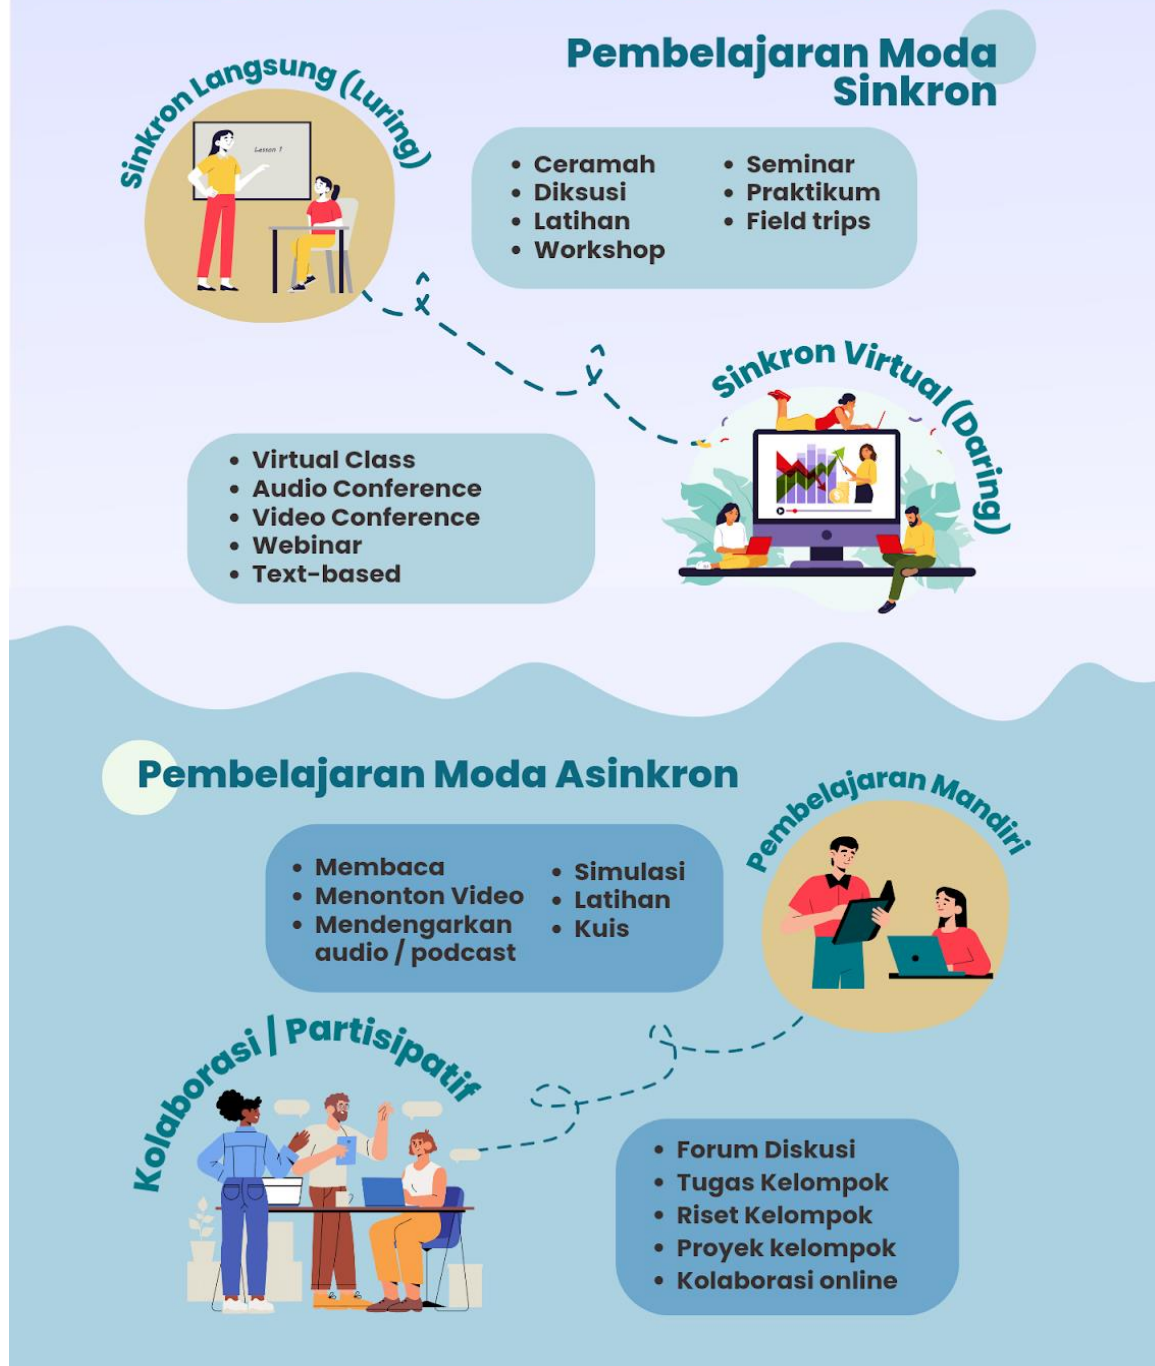 Pembelajaran Moda
Sinkron
Sinkron Langsung (Luring)
Lesson 1
Ceramah
Diksusi
Latihan
Workshop
Seminar
Praktikum
Field trips
Sinkron Virtual (Daring)
Virtual Class
Audio Conference
Video Conference
Webinar
Text-based
Pembelajaran Moda Asinkron
Pembelajaran Mandiri
Membaca
Menonton Video
Mendengarkan
audio / podcast
Simulasi
Latihan
Kuis
Kolaborasi / Partisipatif
Forum Diskusi
Tugas Kelompok
Riset Kelompok
Proyek kelompok
Kolaborasi online